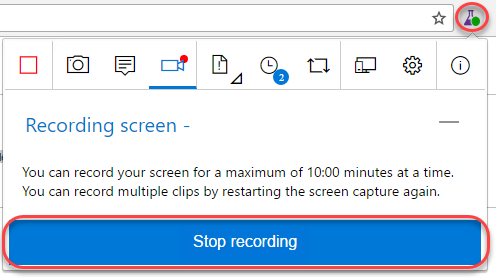 2
Recording screen -
You can record your screen for a maximum of 10:00 minutes at a time.
You can record multiple clips by restarting the screen capture again.
Stop recording